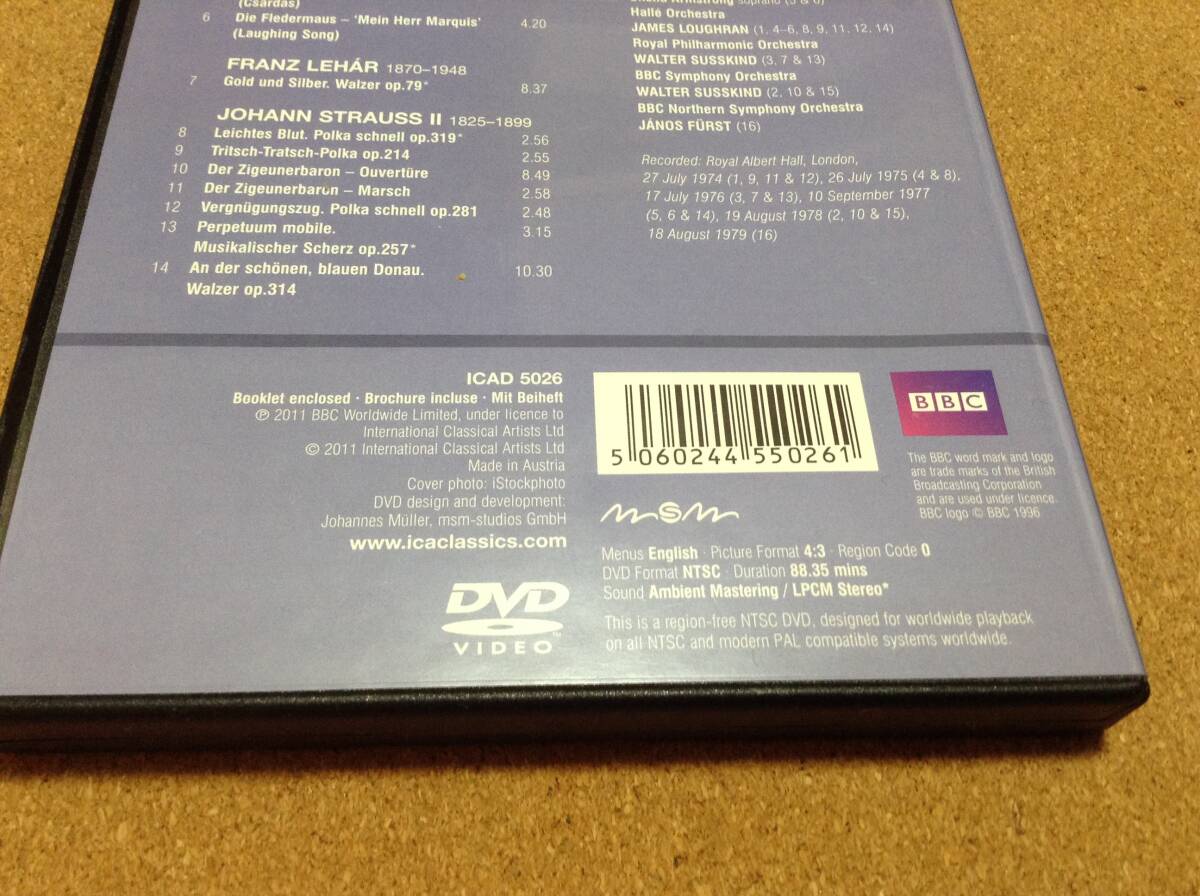 (Csárdás)
6 Die Fledermaus – 'Mein Herr Marquis' 4.20
(Laughing Song)
FRANZ LEHÁR 1870–1948
7 Gold und Silber. Walzer op.79* 8.37
JOHANN STRAUSS II 1825–1899
8 Leichtes Blut. Polka schnell op.319* 2.56
9 Tritsch-Tratsch-Polka op.214 2.55
10 Der Zigeunerbaron – Ouvertüre 8.49
11 Der Zigeunerbaron – Marsch 2.58
12 Vergnügungszug. Polka schnell op.281 2.48
13 Perpetuum mobile. 3.15
Musikalischer Scherz op.257*
14 An der schönen, blauen Donau. 10.30
Walzer op.314
Armstrong soprano (5 & 6)
Hallé Orchestra
JAMES LOUGHRAN (1, 4–6, 8, 9, 11, 12, 14)
Royal Philharmonic Orchestra
WALTER SUSSKIND (3, 7 & 13)
BBC Symphony Orchestra
WALTER SUSSKIND (2, 10 & 15)
BBC Northern Symphony Orchestra
JÁNOS FÜRST (16)
Recorded: Royal Albert Hall, London,
27 July 1974 (1, 9, 11 & 12), 26 July 1975 (4 & 8),
17 July 1976 (3, 7 & 13), 10 September 1977
(5, 6 & 14), 19 August 1978 (2, 10 & 15),
18 August 1979 (16)
ICAD 5026
Booklet enclosed · Brochure incluse · Mit Beiheft
℗ 2011 BBC Worldwide Limited, under licence to
International Classical Artists Ltd
© 2011 International Classical Artists Ltd
Made in Austria
Cover photo: iStockphoto
DVD design and development:
Johannes Müller, msm-studios GmbH
www.icaclassics.com
DVD
VIDEO
5 060244 550261
BBC
The BBC word mark and logo
are trade marks of the British
Broadcasting Corporation
and are used under licence.
BBC logo © BBC 1996
msm
Menus English · Picture Format 4:3 · Region Code 0
DVD Format NTSC · Duration 88.35 mins
Sound Ambient Mastering / LPCM Stereo*
This is a region-free NTSC DVD, designed for worldwide playback
on all NTSC and modern PAL compatible systems worldwide.